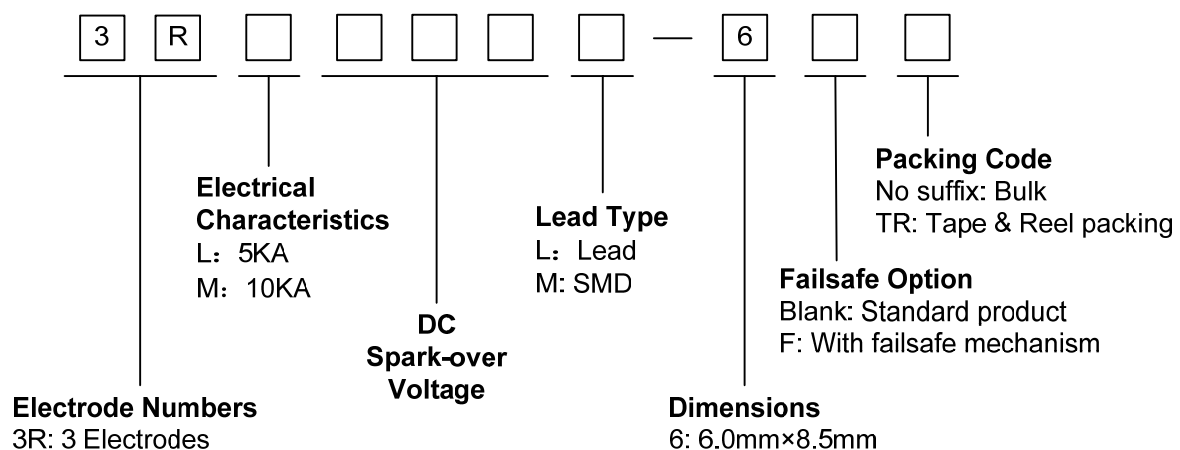 3 R — 6
Packing Code
No suffix: Bulk
TR: Tape & Reel packing
Electrical
Characteristics
L：5KA
M：10KA
Lead Type
L：Lead
M: SMD
Failsafe Option
Blank: Standard product
F: With failsafe mechanism
DC
Spark-over
Voltage
Electrode Numbers
3R: 3 Electrodes
Dimensions
6: 6.0mm×8.5mm